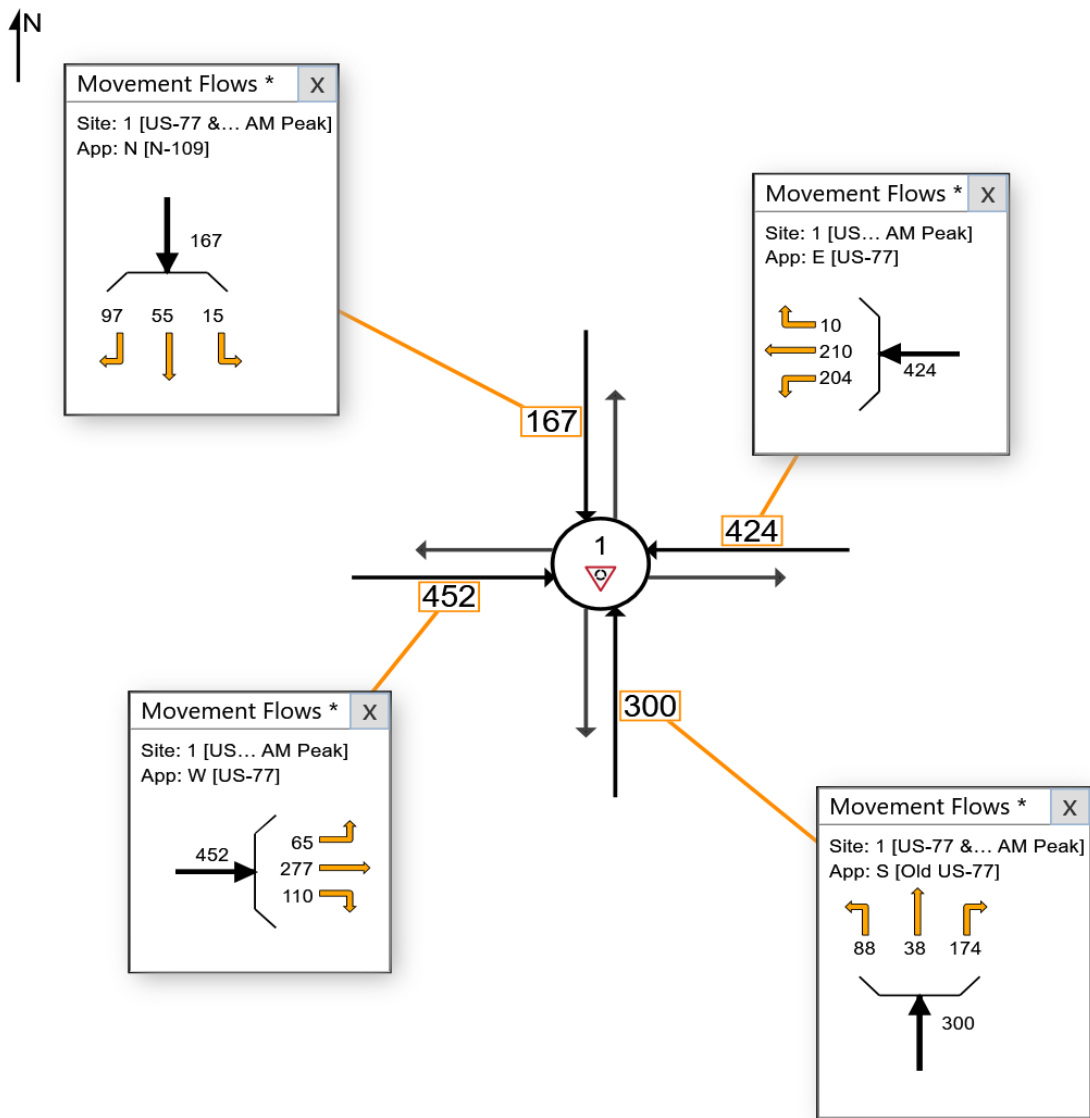 N
Movement Flows *
X
Site: 1 [US-77 &... AM Peak]
App: N [N-109]
167
97 55 15
Movement Flows *
X
Site: 1 [US... AM Peak]
App: E [US-77]
10
210
204
424
167
424
1
452
300
Movement Flows *
X
Site: 1 [US... AM Peak]
App: W [US-77]
452
65
277
110
Movement Flows *
X
Site: 1 [US-77 &... AM Peak]
App: S [Old US-77]
88 38 174
300